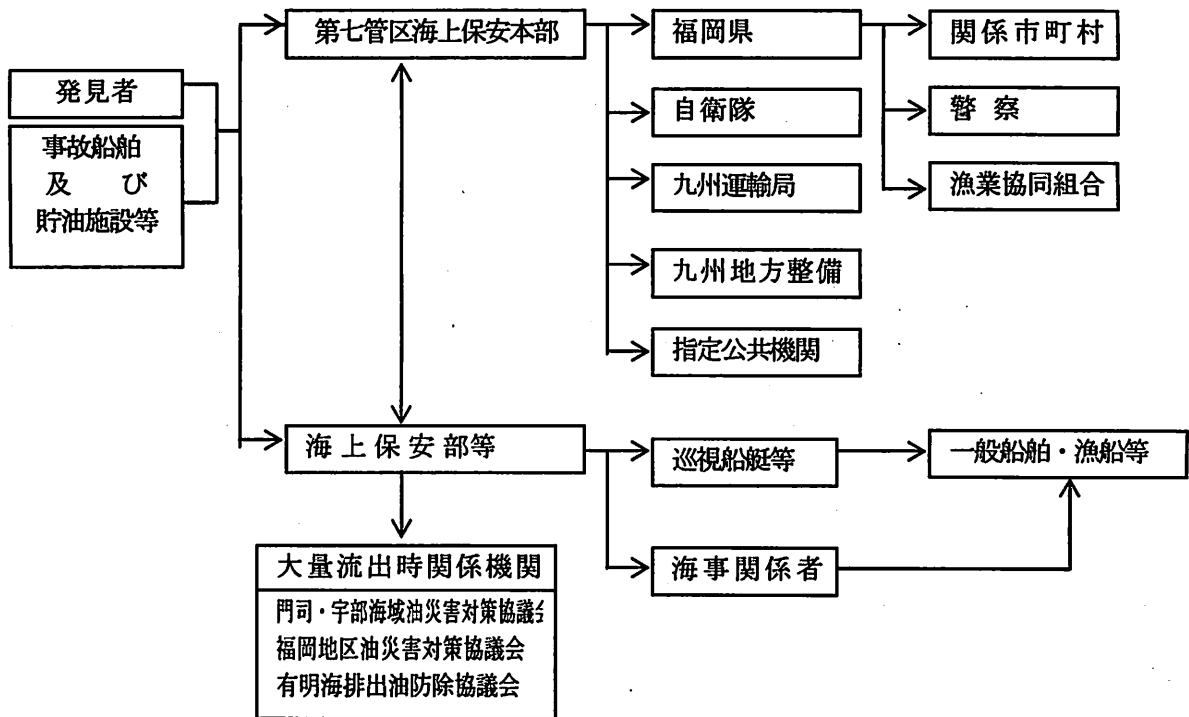 第七管区海上保安本部
福岡県
関係市町村
発見者
自衛隊
警察
事故船舶
及び
貯油施設等
九州運輸局
漁業協同組合
九州地方整備
指定公共機関
海上保安部等
巡視船艇等
一般船舶・漁船等
大量流出時関係機関
海事関係者
門司・宇部海域油災害対策協議会
福岡地区油災害対策協議会
有明海排出油防除協議会